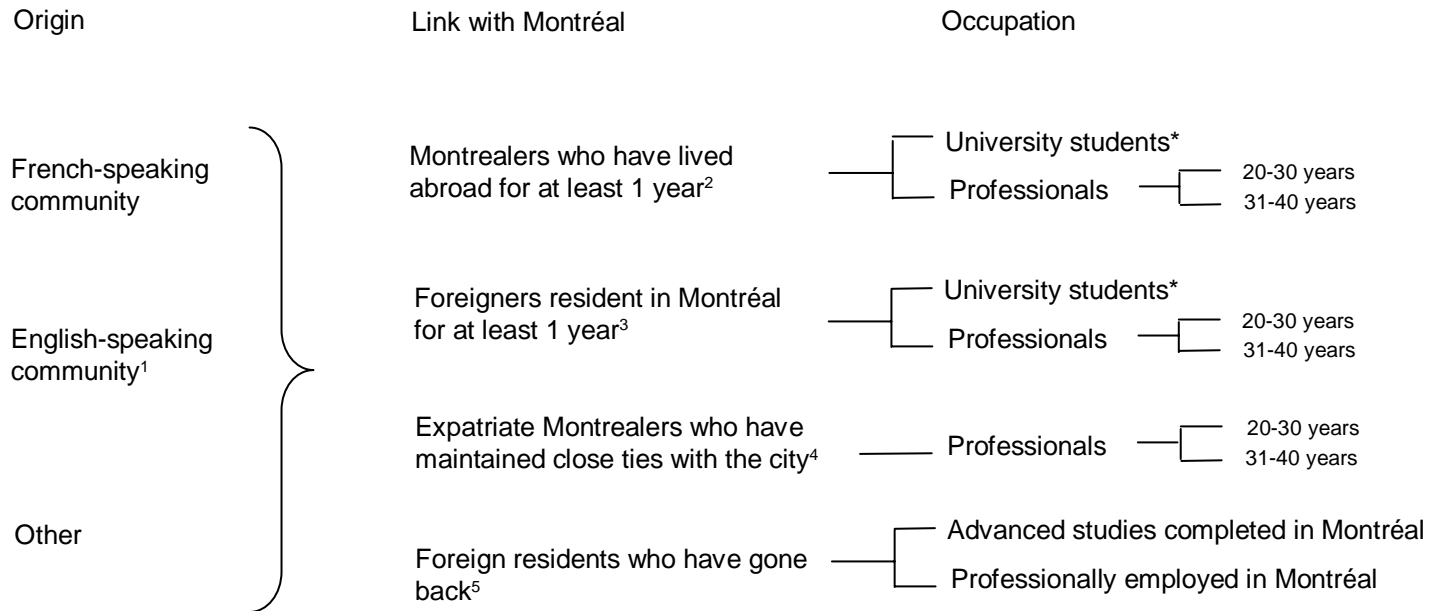 Origin
Link with Montréal
Occupation
French-speaking
community
English-speaking
community¹
Other
Montrealers who have lived
abroad for at least 1 year²
University students*
Professionals
20-30 years
31-40 years
Foreigners resident in Montréal
for at least 1 year³
University students*
Professionals
20-30 years
31-40 years
Expatriate Montrealers who have
maintained close ties with the city⁴
Professionals
20-30 years
31-40 years
Foreign residents who have gone
back⁵
Advanced studies completed in Montréal
Professionally employed in Montréal